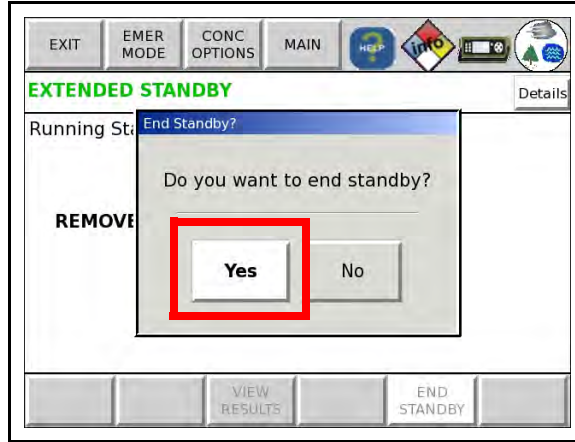 EXIT
EMER
MODE
CONC
OPTIONS
MAIN
HELP
info
EXTENDED STANDBY
Details
Running Sta
End Standby?
Do you want to end standby?
REMOVE
Yes
No
VIEW
RESULTS
END
STANDBY